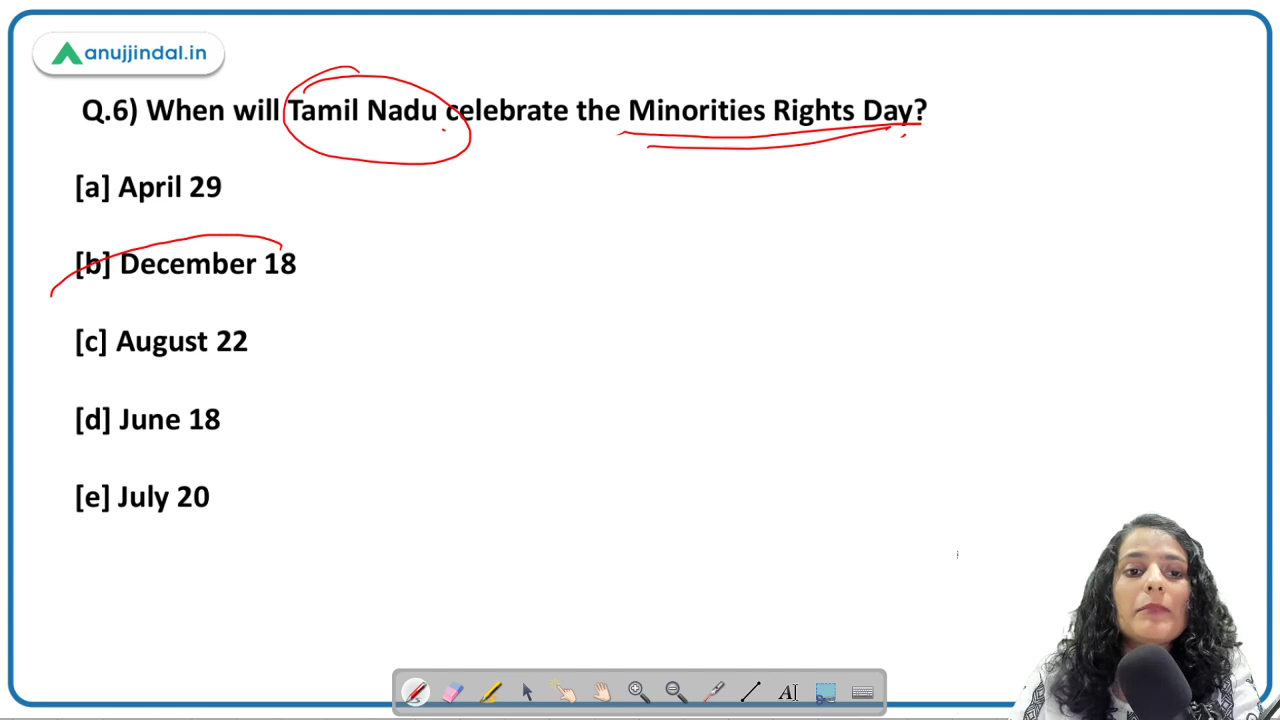 anujjindal.in
Q.6) When will Tamil Nadu celebrate the Minorities Rights Day?
[a] April 29
[b] December 18
[c] August 22
[d] June 18
[e] July 20
AI